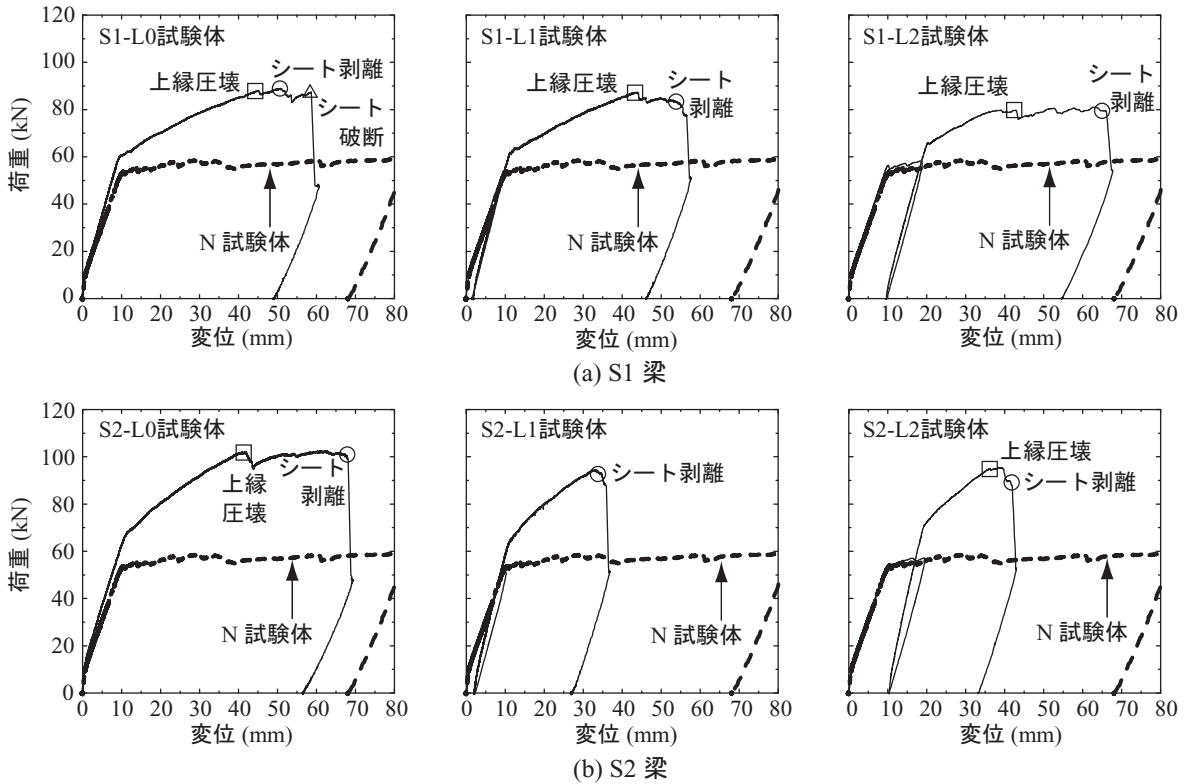 S1-L0試験体
上縁圧壊
シート剥離
シート
破断
N 試験体
荷重 (kN)
120
100
80
60
40
20
0
0 10 20 30 40 50 60 70 80
変位 (mm)
S1-L1試験体
上縁圧壊
シート
剥離
N 試験体
0 10 20 30 40 50 60 70 80
変位 (mm)
S1-L2試験体
上縁圧壊
シート
剥離
N 試験体
0 10 20 30 40 50 60 70 80
変位 (mm)
(a) S1 梁
S2-L0試験体
上縁
圧壊
シート
剥離
N 試験体
荷重 (kN)
120
100
80
60
40
20
0
0 10 20 30 40 50 60 70 80
変位 (mm)
S2-L1試験体
シート剥離
N 試験体
0 10 20 30 40 50 60 70 80
変位 (mm)
S2-L2試験体
上縁圧壊
シート剥離
N 試験体
0 10 20 30 40 50 60 70 80
変位 (mm)
(b) S2 梁